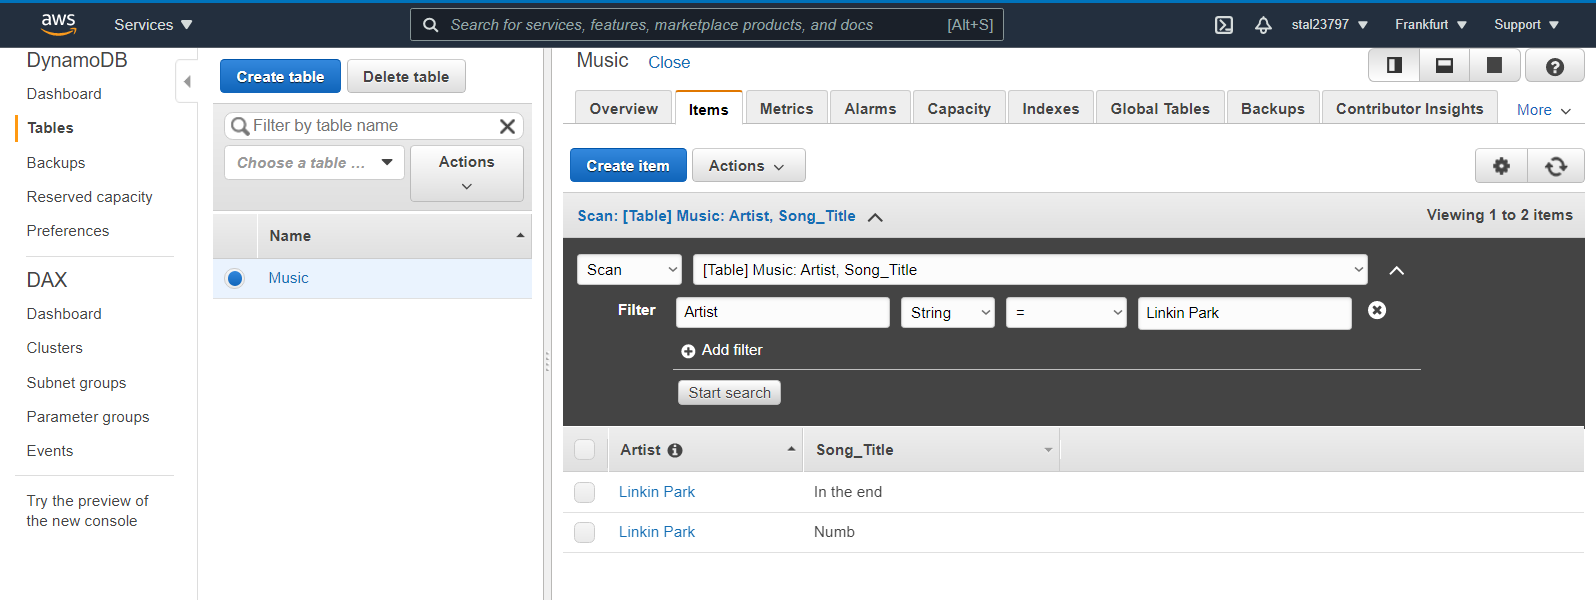 aws
Services
Search for services, features, marketplace products, and docs [Alt+S]
stal23797
Frankfurt
Support
DynamoDB
Dashboard
Tables
Backups
Reserved capacity
Preferences
DAX
Dashboard
Clusters
Subnet groups
Parameter groups
Events
Try the preview of
the new console
Create table Delete table
Filter by table name
Choose a table ... Actions
Name
Music
Music Close
Overview Items Metrics Alarms Capacity Indexes Global Tables Backups Contributor Insights More
Create item Actions
Scan: [Table] Music: Artist, Song_Title Viewing 1 to 2 items
Scan [Table] Music: Artist, Song_Title
Filter Artist String = Linkin Park
Add filter
Start search
Artist Song_Title
Linkin Park In the end
Linkin Park Numb